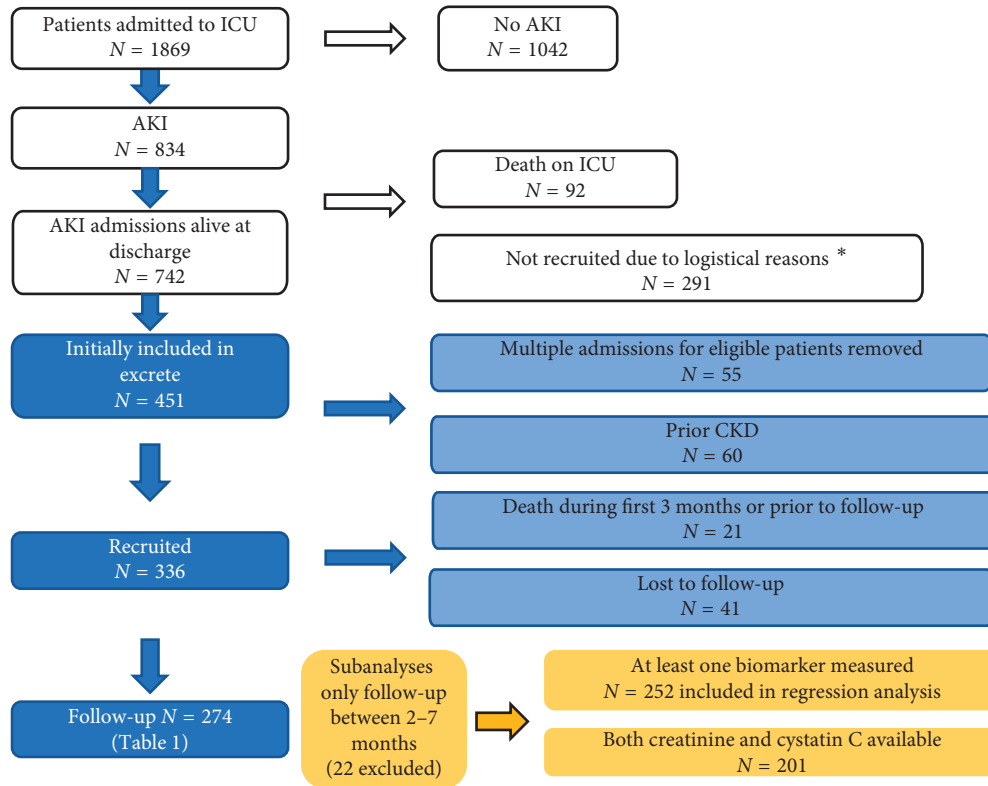 Patients admitted to ICU
N = 1869
No AKI
N = 1042
AKI
N = 834
Death on ICU
N = 92
AKI admissions alive at
discharge
N = 742
Not recruited due to logistical reasons *
N = 291
Initially included in
excrete
N = 451
Multiple admissions for eligible patients removed
N = 55
Prior CKD
N = 60
Recruited
N = 336
Death during first 3 months or prior to follow-up
N = 21
Lost to follow-up
N = 41
Follow-up N = 274
(Table 1)
Subanalyses
only follow-up
between 2–7
months
(22 excluded)
At least one biomarker measured
N = 252 included in regression analysis
Both creatinine and cystatin C available
N = 201